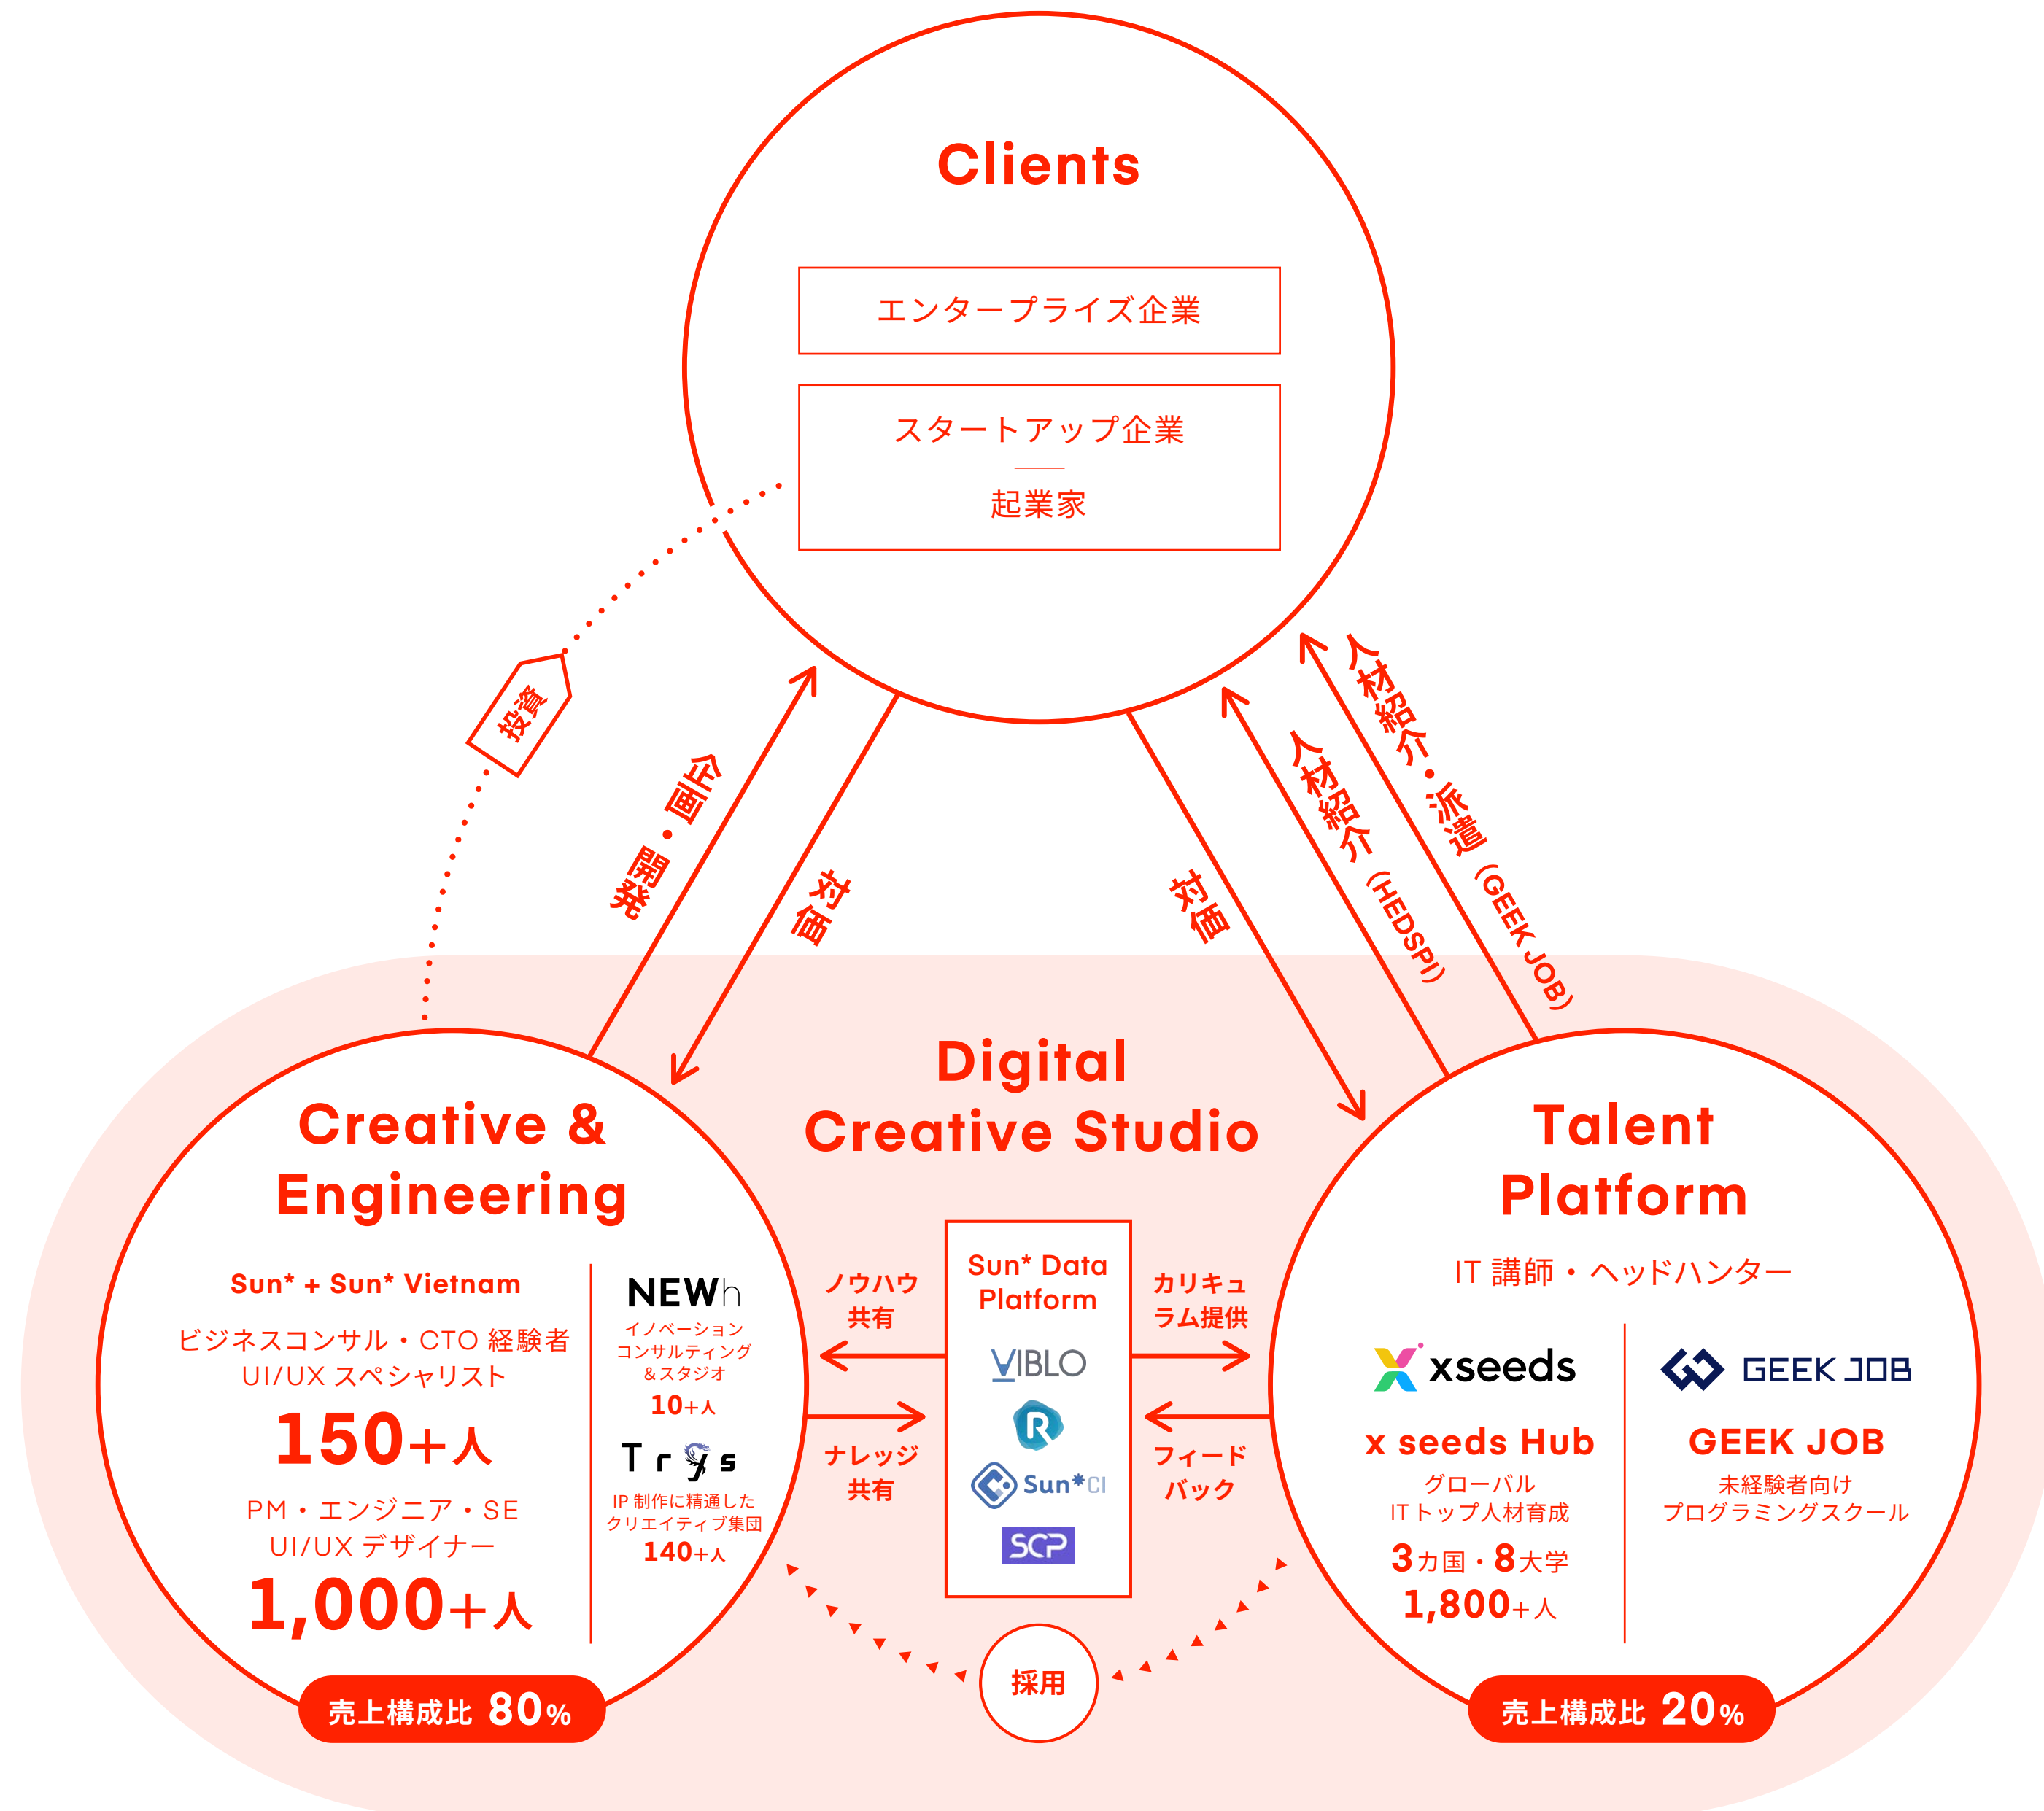 Clients
エンタープライズ企業
スタートアップ企業
起業家
投資
企画・開発
対価
対価
人材紹介（HEDSPI）
人材紹介・派遣（GEEK JOB）
Digital
Creative Studio
Creative &
Engineering
Sun* + Sun* Vietnam
ビジネスコンサル・CTO 経験者
UI/UX スペシャリスト
150+人
PM・エンジニア・SE
UI/UX デザイナー
1,000+人
NEWh
イノベーション
コンサルティング
&スタジオ
10+人
Trys
IP 制作に精通した
クリエイティブ集団
140+人
売上構成比 80%
ノウハウ
共有
ナレッジ
共有
Sun* Data
Platform
VIBLO
R
Sun*CI
SCP
カリキュ
ラム提供
フィード
バック
採用
Talent
Platform
IT 講師・ヘッドハンター
xseeds
x seeds Hub
グローバル
IT トップ人材育成
3カ国・8大学
1,800+人
GEEK JOB
GEEK JOB
未経験者向け
プログラミングスクール
売上構成比 20%